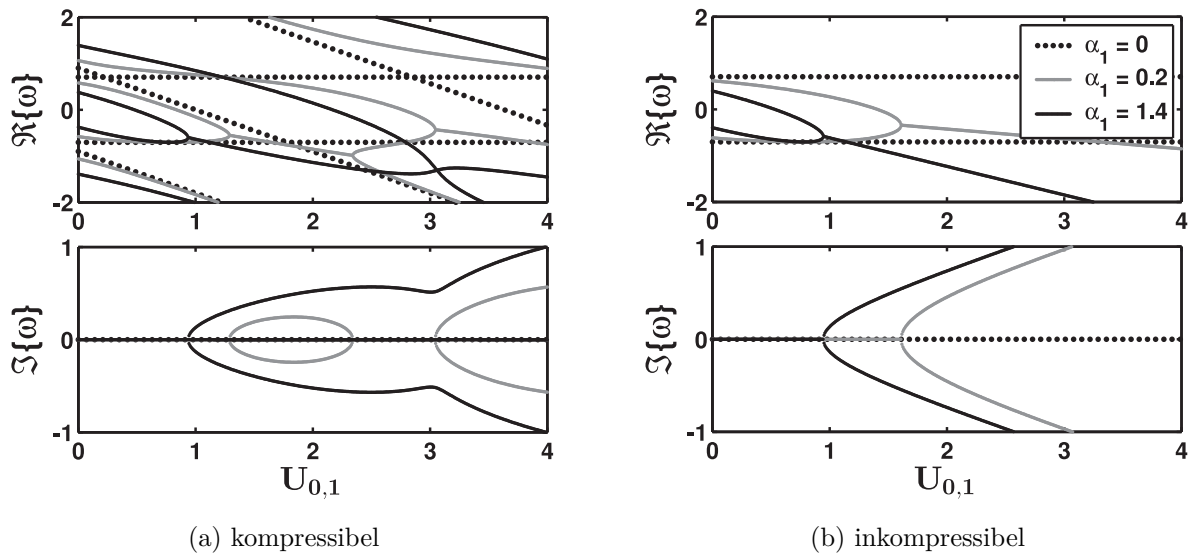 2
0
-2
ℜ{ω}
0 1 2 3 4
1
0
-1
ℑ{ω}
0 1 2 3 4
U₀,₁
(a) kompressibel
2
0
-2
ℜ{ω}
α₁ = 0
α₁ = 0.2
α₁ = 1.4
0 1 2 3 4
1
0
-1
ℑ{ω}
0 1 2 3 4
U₀,₁
(b) inkompressibel